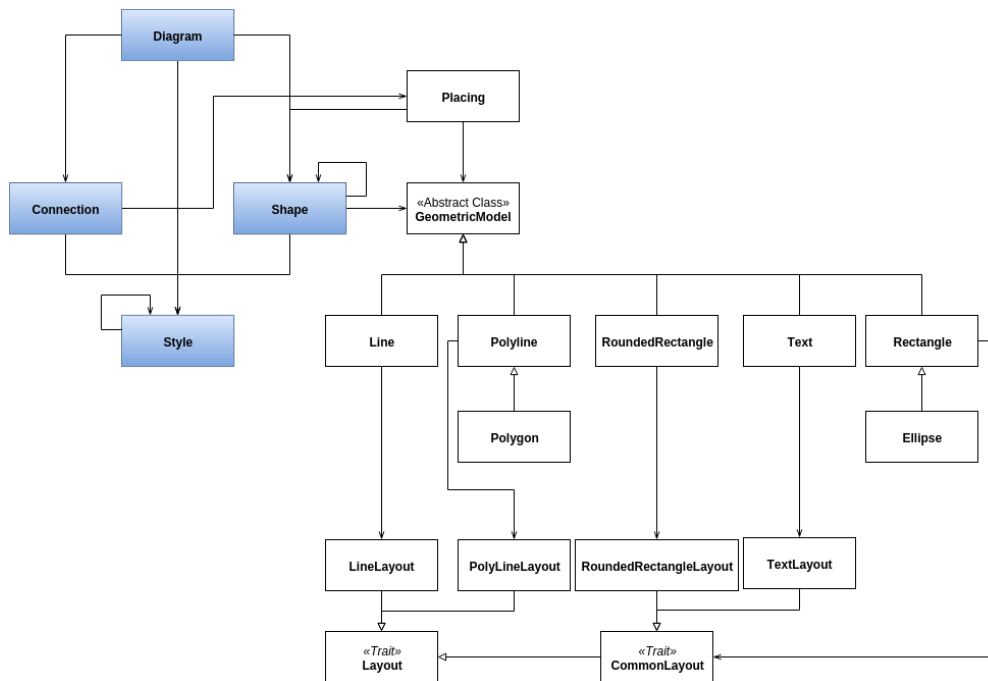 Diagram
Placing
Connection
Shape
«Abstract Class»
GeometricModel
Style
Line
Polyline
RoundedRectangle
Text
Rectangle
Polygon
Ellipse
LineLayout
PolyLineLayout
RoundedRectangleLayout
TextLayout
«Trait»
Layout
«Trait»
CommonLayout